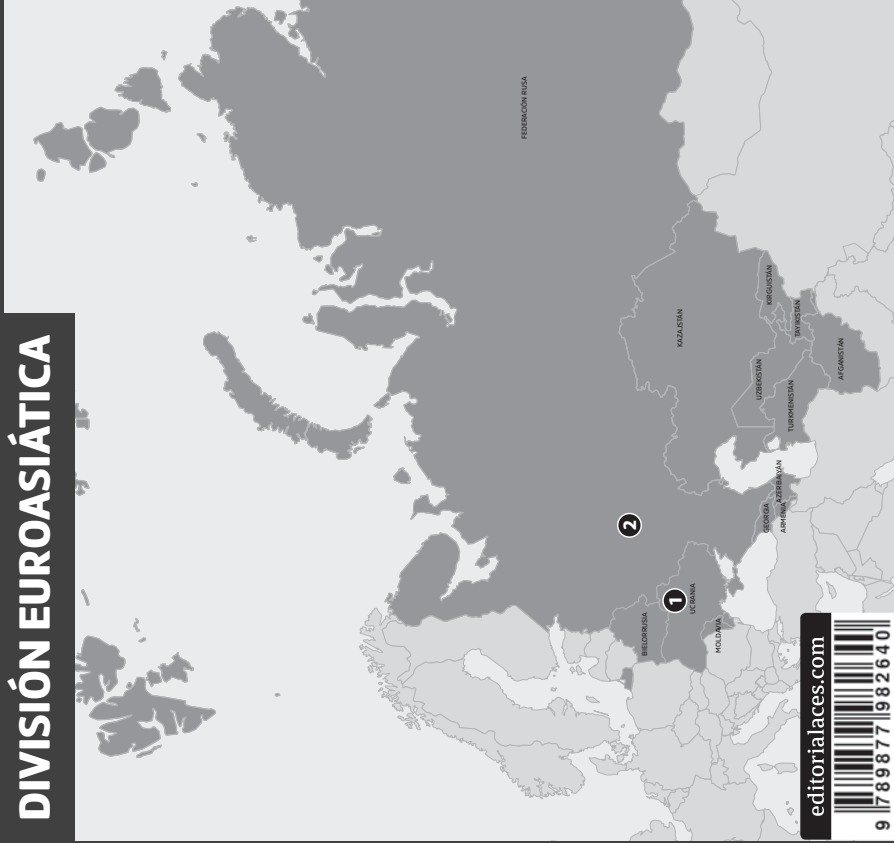 DIVISIÓN EUROASIÁTICA
FEDERACIÓN RUSA
KAZAJSTÁN
KIRGUISTÁN
TAYIKISTÁN
UZBEKISTÁN
TURKMENISTÁN
AFGANISTÁN
GEORGIA
AZERBAIYÁN
ARMENIA
BIELORRUSIA
UCRANIA
MOLDAVIA
1
2
editorialaces.com
9 789877 982640